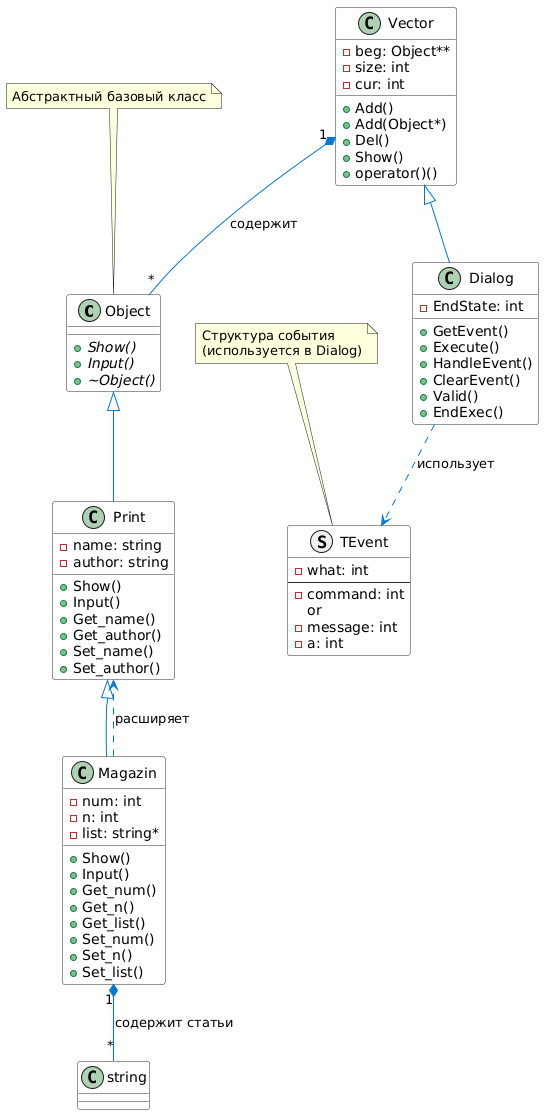 C Vector
beg: Object**
size: int
cur: int
Add()
Add(Object*)
Del()
Show()
operator()()
Абстрактный базовый класс
1
содержит
*
C Object
Show()
Input()
~Object()
C Dialog
EndState: int
GetEvent()
Execute()
HandleEvent()
ClearEvent()
Valid()
EndExec()
Структура события
(используется в Dialog)
использует
C Print
name: string
author: string
Show()
Input()
Get_name()
Get_author()
Set_name()
Set_author()
S TEvent
what: int
command: int
or
message: int
a: int
расширяет
C Magazin
num: int
n: int
list: string*
Show()
Input()
Get_num()
Get_n()
Get_list()
Set_num()
Set_n()
Set_list()
1
содержит статьи
*
C string